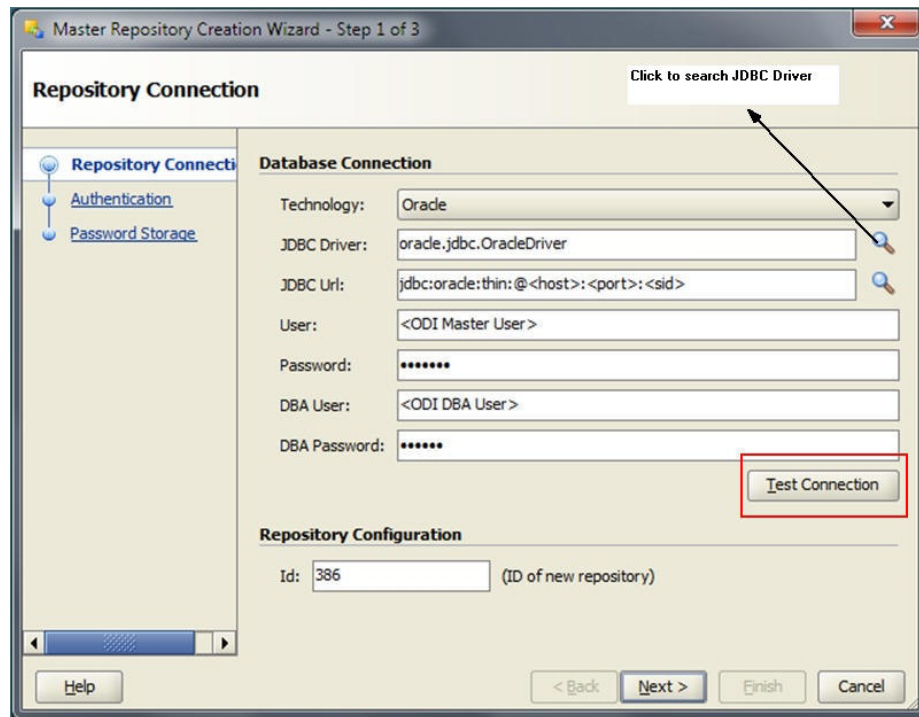 Master Repository Creation Wizard - Step 1 of 3
Repository Connection
Click to search JDBC Driver
Repository Connecti
Authentication
Password Storage
Database Connection
Technology: Oracle
JDBC Driver: oracle.jdbc.OracleDriver
JDBC Url: jdbc:oracle:thin:@<host>:<port>:<sid>
User: <ODI Master User>
Password: •••••••
DBA User: <ODI DBA User>
DBA Password: ••••••
Test Connection
Repository Configuration
Id: 386 (ID of new repository)
Help
< Back
Next >
Finish
Cancel